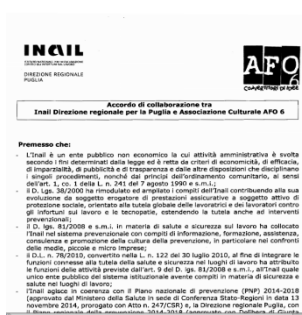 INAIL
DIREZIONE REGIONALE
PUGLIA
AFO
6
Accordo di collaborazione tra
Inail Direzione regionale per la Puglia e Associazione Culturale AFO 6
Premesso che:
- L'Inail è un ente pubblico non economico la cui attività amministrativa è svolta
secondo i fini determinati dalla legge ed è retta da criteri di economicità, di efficacia,
di imparzialità, di pubblicità e di trasparenza e dalle altre disposizioni che disciplinano
i singoli procedimenti, nonché dai principi dell'ordinamento comunitario, ai sensi
dell'art. 1, co. 1 della L. n. 241 del 7 agosto 1990 e s.m.i.;
- Il D. Lgs. 38/2000 ha rimodulato ed ampliato i compiti dell'Inail contribuendo alla sua
evoluzione da soggetto erogatore di prestazioni assicurative a soggetto attivo di
protezione sociale, orientato alla tutela globale delle lavoratrici e dei lavoratori contro
gli infortuni sul lavoro e le tecnopatie, estendendo la tutela anche ad interventi
prevenzionali;
- il D. lgs. 81/2008 e s.m.i. in materia di salute e sicurezza sul lavoro ha collocato
l'Inail nel sistema prevenzionale con compiti di informazione, formazione, assistenza,
consulenza e promozione della cultura della prevenzione, in particolare nei confronti
delle medie, piccole e micro imprese;
- il D.L. n. 78/2010, convertito nella L. n. 122 del 30 luglio 2010, al fine di integrare le
funzioni connesse alla tutela della salute e sicurezza nei luoghi di lavoro ha attribuito
le funzioni delle attività previste dall'art. 9 del D. lgs. 81/2008 e s.m.i., all'Inail quale
unico ente pubblico del sistema istituzionale avente compiti in materia di sicurezza e
salute nei luoghi di lavoro;
- l'Inail agisce in coerenza con il Piano nazionale di prevenzione (PNP) 2014-2018
(approvato dal Ministero della Salute in sede di Conferenza Stato-Regioni in data 13
novembre 2014, prorogato con Atto n. 247/CSR) e, la Direzione regionale Puglia, con